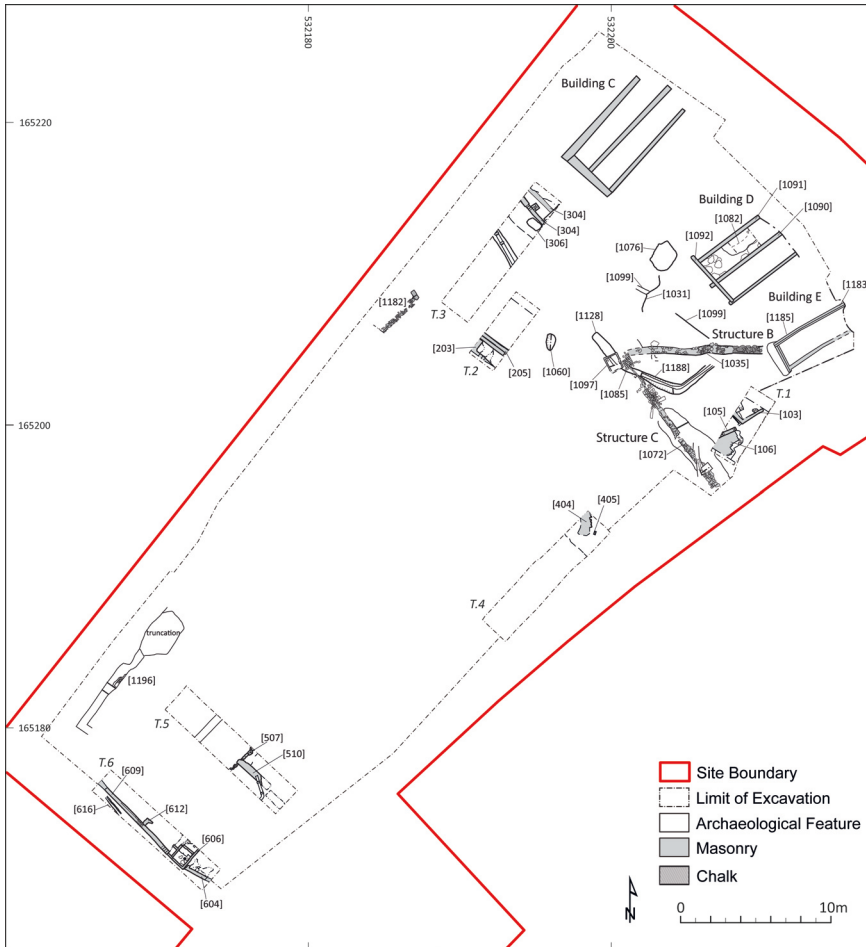 532180
532200
165220
Building C
[1091]
Building D
[1082]
[1090]
[1092]
[304]
[304]
[306]
[1076]
[1099]
[1031]
[1183]
Building E
[1185]
[1182]
T.3
[1099]
[1128]
Structure B
[203]
[205]
T.2
[1060]
[1097]
[1085]
[1188]
[1035]
T.1
[105]
[103]
165200
Structure C
[1072]
[106]
[404]
[405]
T.4
truncation
[1196]
165180
T.5
[507]
[510]
T.6
[609]
[616]
[612]
[606]
[604]
Site Boundary
Limit of Excavation
Archaeological Feature
Masonry
Chalk
N
0
10m